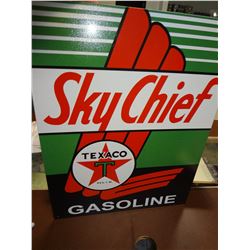 Sky Chief
TEXACO
T
GASOLINE